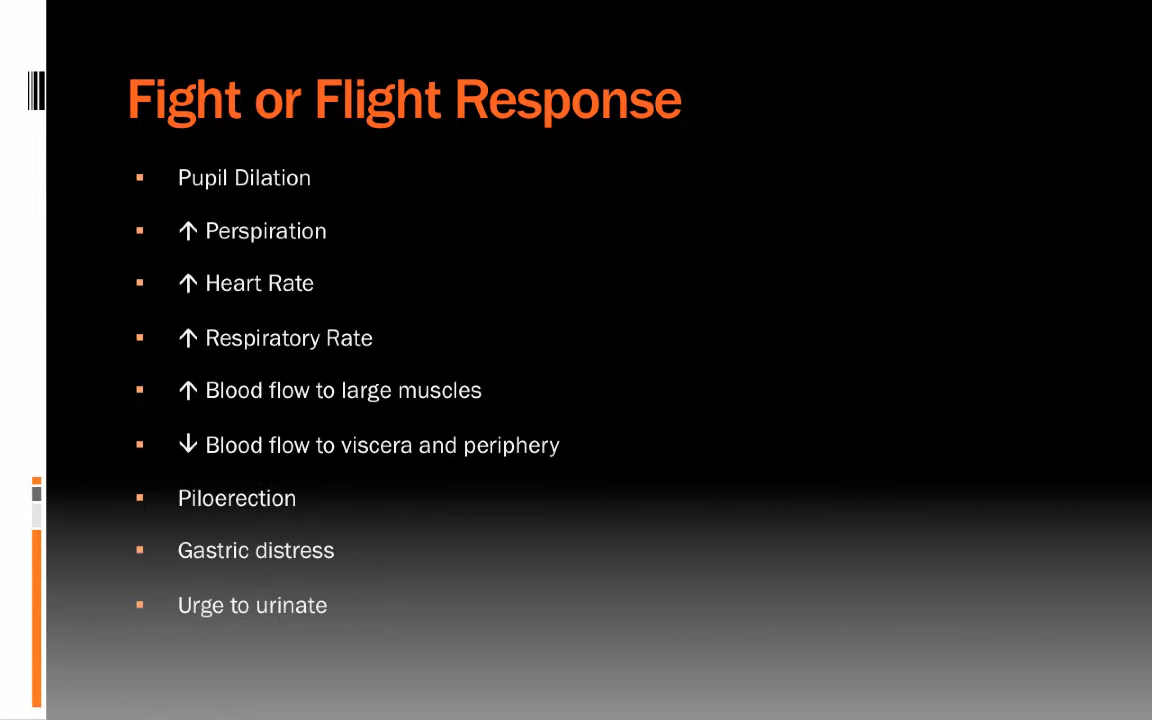 Fight or Flight Response
▪ Pupil Dilation
▪ ↑ Perspiration
▪ ↑ Heart Rate
▪ ↑ Respiratory Rate
▪ ↑ Blood flow to large muscles
▪ ↓ Blood flow to viscera and periphery
▪ Piloerection
▪ Gastric distress
▪ Urge to urinate